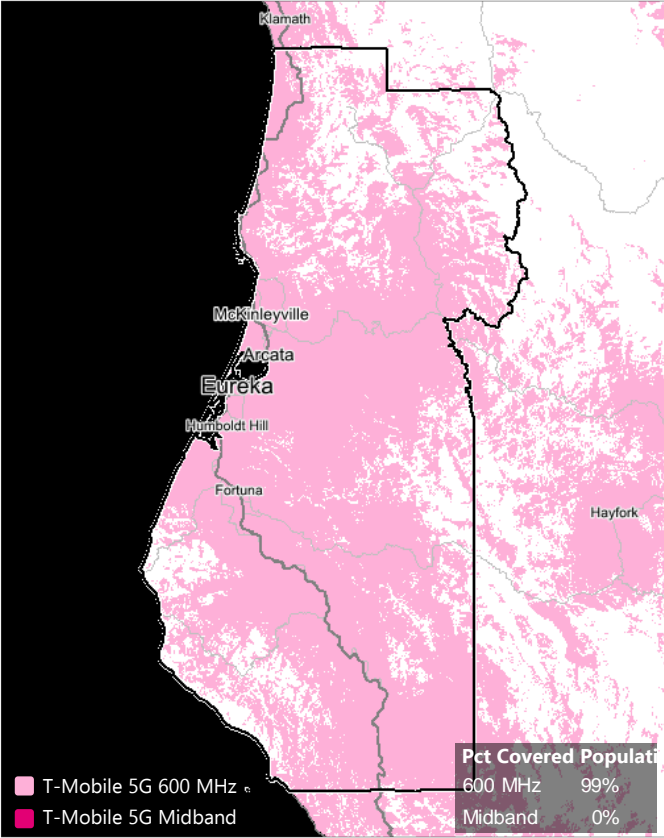 Klamath
McKinleyville
Arcata
Eureka
Humboldt Hill
Fortuna
Hayfork
T-Mobile 5G 600 MHz
T-Mobile 5G Midband
Pct Covered Populati
600 MHz 99%
Midband 0%